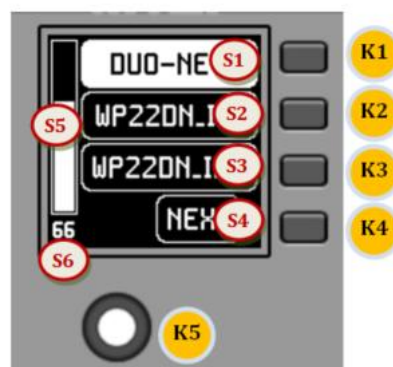 DUO-NE S1 K1
WP22DN_I S2 K2
S5
WP22DN_I S3 K3
NEX S4 K4
66
S6
K5